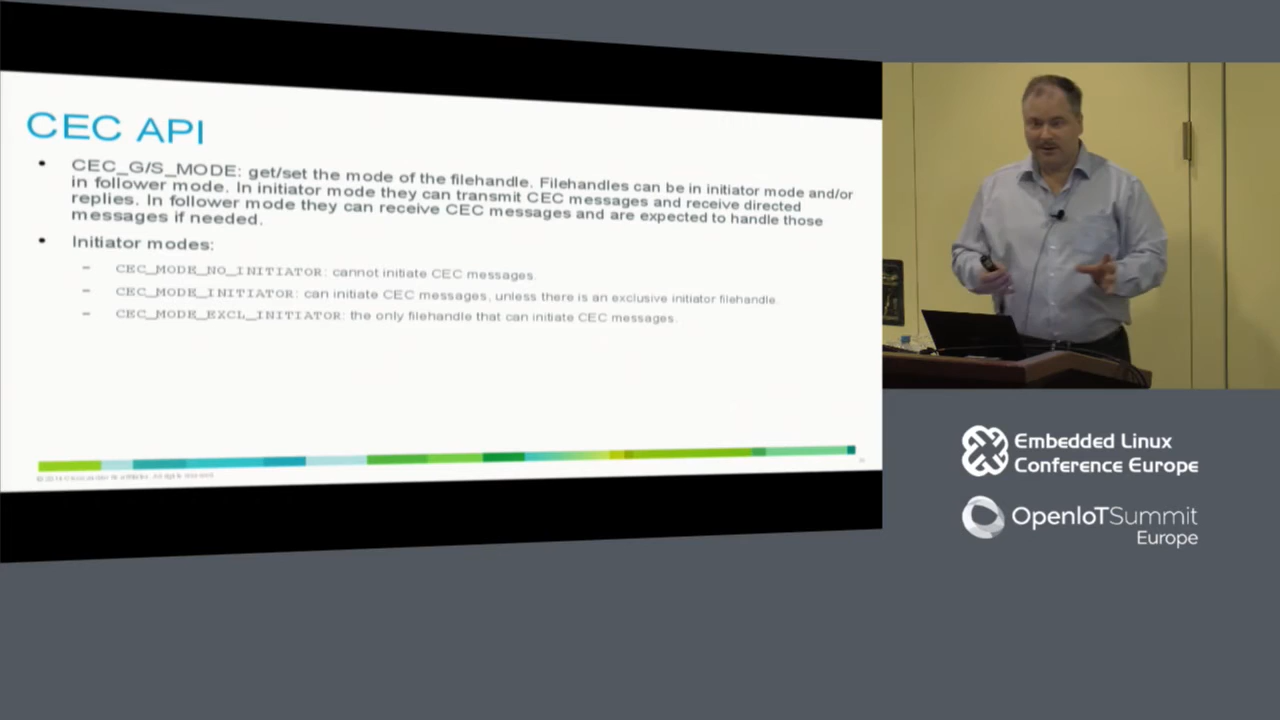 CEC API
• CEC_G/S_MODE: get/set the mode of the filehandle. Filehandles can be in initiator mode and/or
in follower mode. In initiator mode they can transmit CEC messages and receive directed
replies. In follower mode they can receive CEC messages and are expected to handle those
messages if needed.
• Initiator modes:
– CEC_MODE_NO_INITIATOR: cannot initiate CEC messages.
– CEC_MODE_INITIATOR: can initiate CEC messages, unless there is an exclusive initiator filehandle.
– CEC_MODE_EXCL_INITIATOR: the only filehandle that can initiate CEC messages.
Embedded Linux
Conference Europe
OpenIoTSummit
Europe